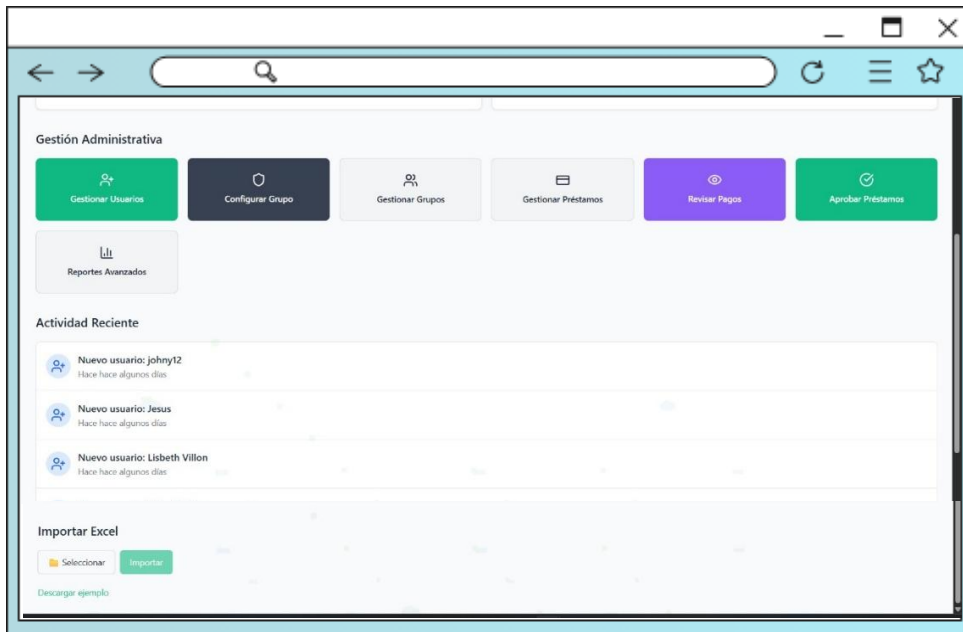 Gestión Administrativa
Gestionar Usuarios
Configurar Grupo
Gestionar Grupos
Gestionar Préstamos
Revisar Pagos
Aprobar Préstamos
Reportes Avanzados
Actividad Reciente
Nuevo usuario: johny12
Hace hace algunos días
Nuevo usuario: Jesus
Hace hace algunos días
Nuevo usuario: Lisbeth Villon
Hace hace algunos días
Importar Excel
Seleccionar
Importar
Descargar ejemplo